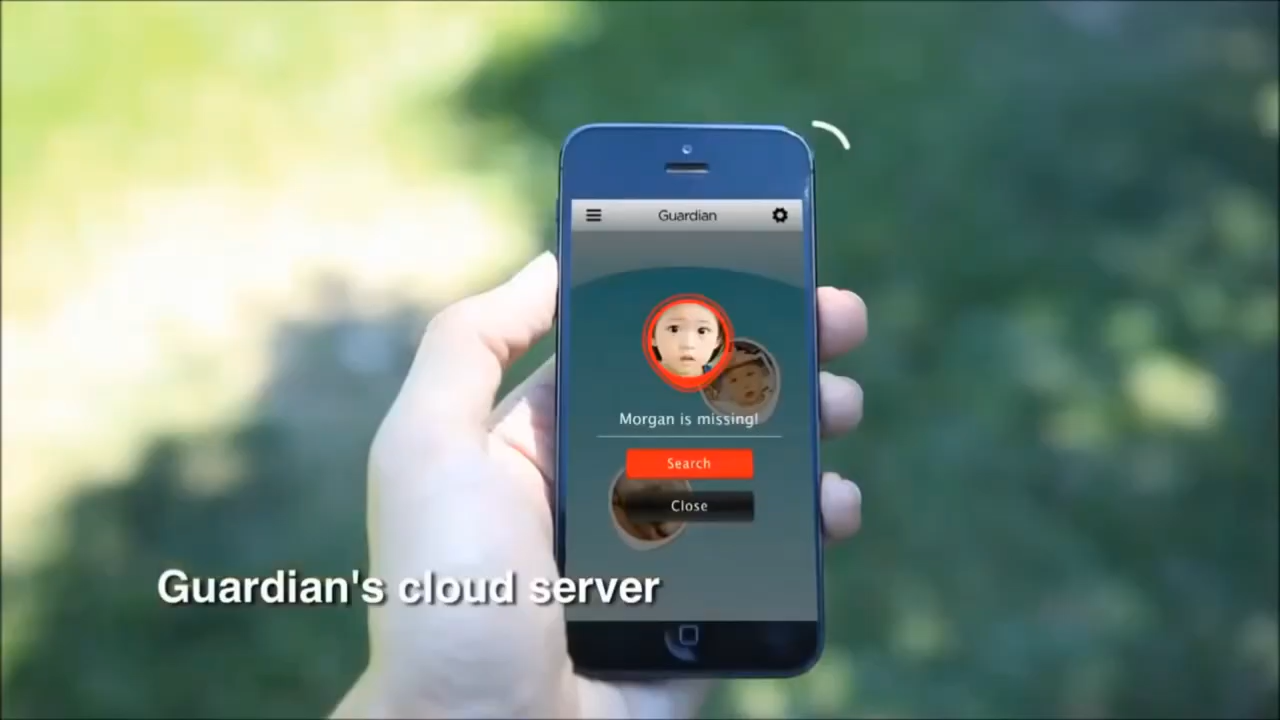 Guardian
Morgan is missing!
Search
Close
Guardian's cloud server